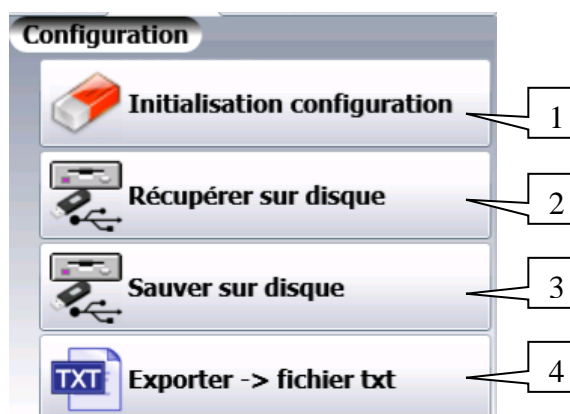 Configuration
Initialisation configuration
1
Récupérer sur disque
2
Sauver sur disque
3
TXT
Exporter -> fichier txt
4